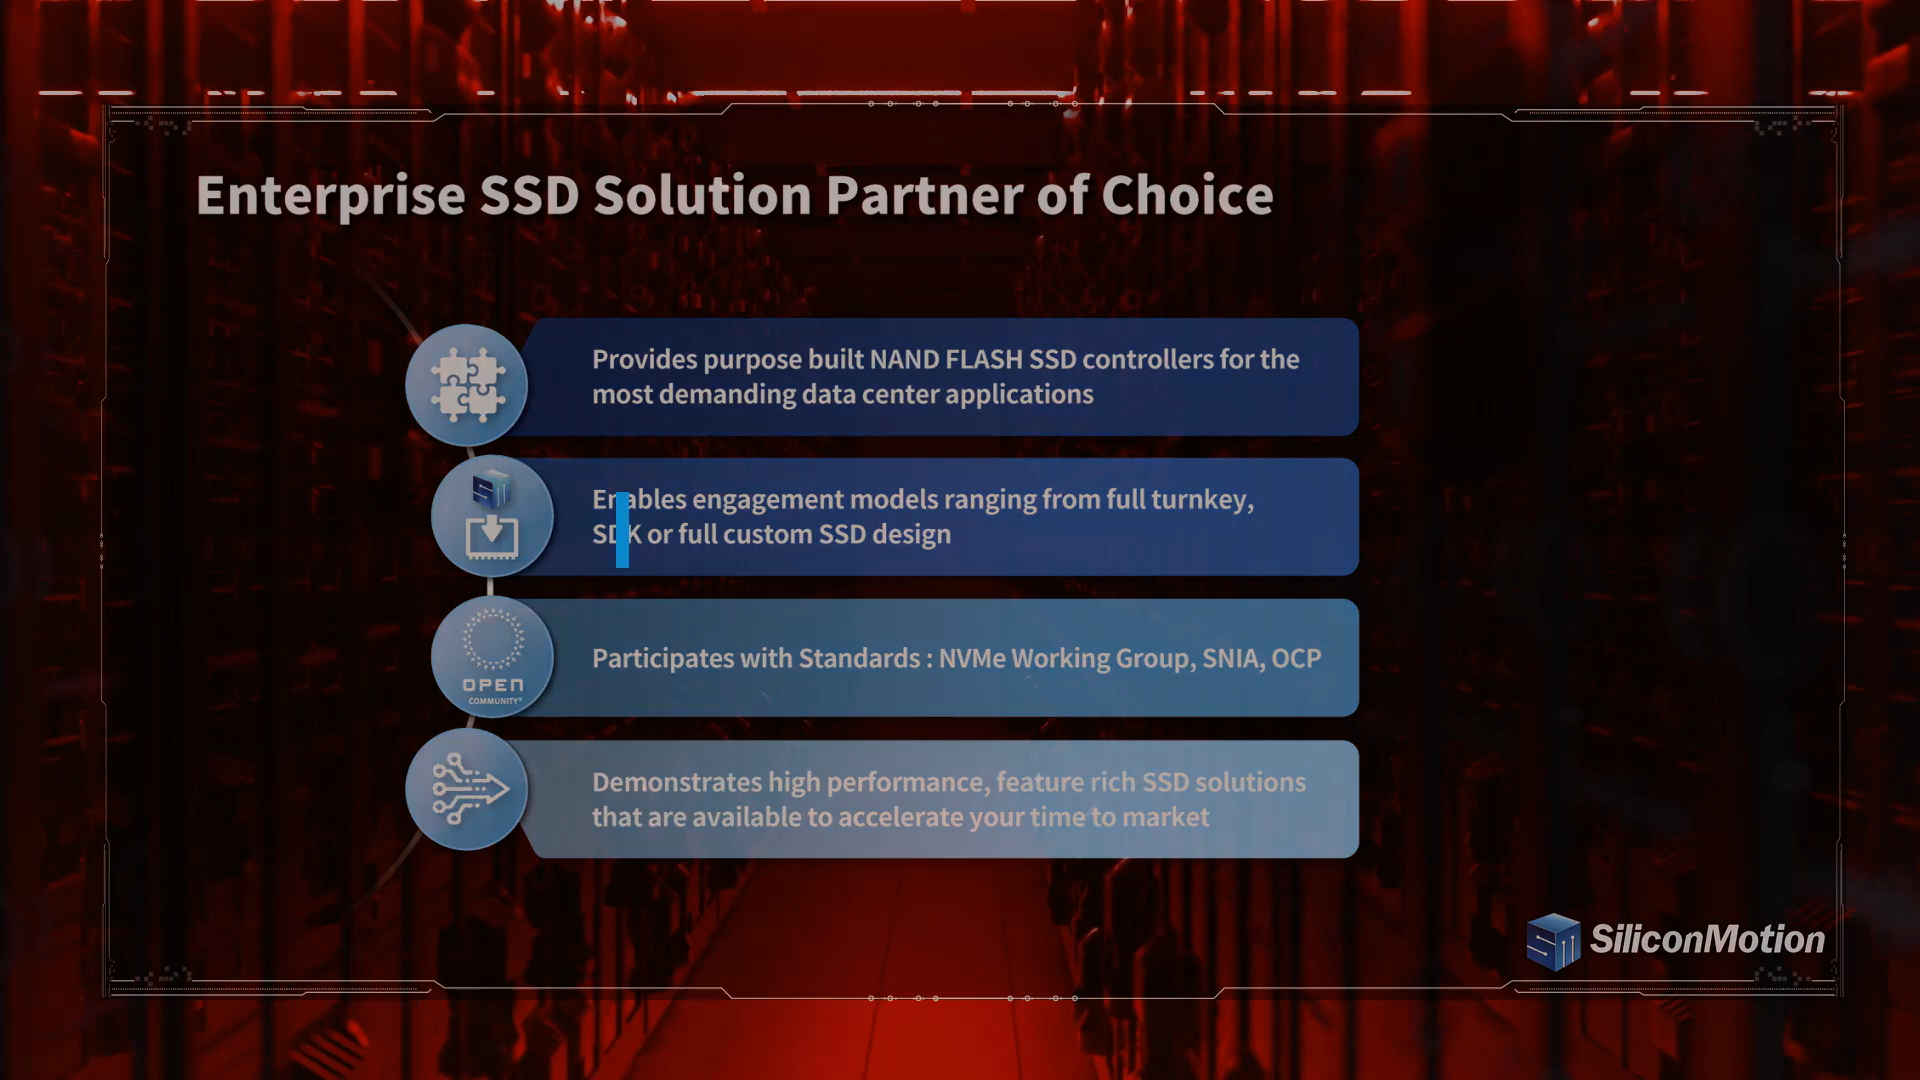 Enterprise SSD Solution Partner of Choice
Provides purpose built NAND FLASH SSD controllers for the
most demanding data center applications
Enables engagement models ranging from full turnkey,
SDK or full custom SSD design
OPEN
COMMUNITY®
Participates with Standards : NVMe Working Group, SNIA, OCP
Demonstrates high performance, feature rich SSD solutions
that are available to accelerate your time to market
SiliconMotion